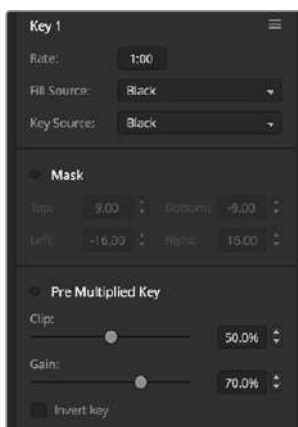 Key 1
Rate: 1:00
Fill Source: Black
Key Source: Black
Mask
Top: 9.00 Bottom: -9.00
Left: -16.00 Right: 16.00
Pre Multiplied Key
Clip:
50.0%
Gain:
70.0%
Invert key